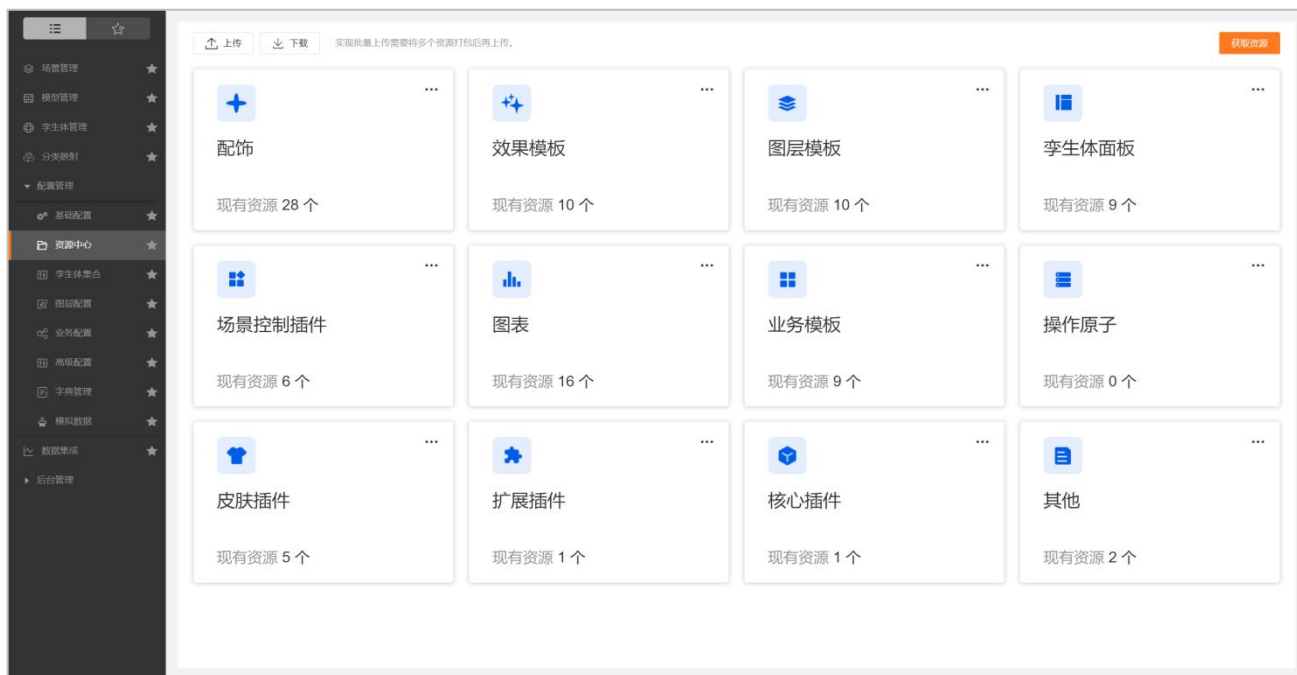 上传 下载 实现批量上传需要将多个资源打包后再上传。 获取资源
场景管理
模型管理
孪生体管理
分类映射
配置管理
基础配置
资源中心
孪生体集合
图层配置
业务配置
高级配置
字典管理
模拟数据
数据集成
后台管理
配饰
现有资源 28 个
效果模板
现有资源 10 个
图层模板
现有资源 10 个
孪生体面板
现有资源 9 个
场景控制插件
现有资源 6 个
图表
现有资源 16 个
业务模板
现有资源 9 个
操作原子
现有资源 0 个
皮肤插件
现有资源 5 个
扩展插件
现有资源 1 个
核心插件
现有资源 1 个
其他
现有资源 2 个